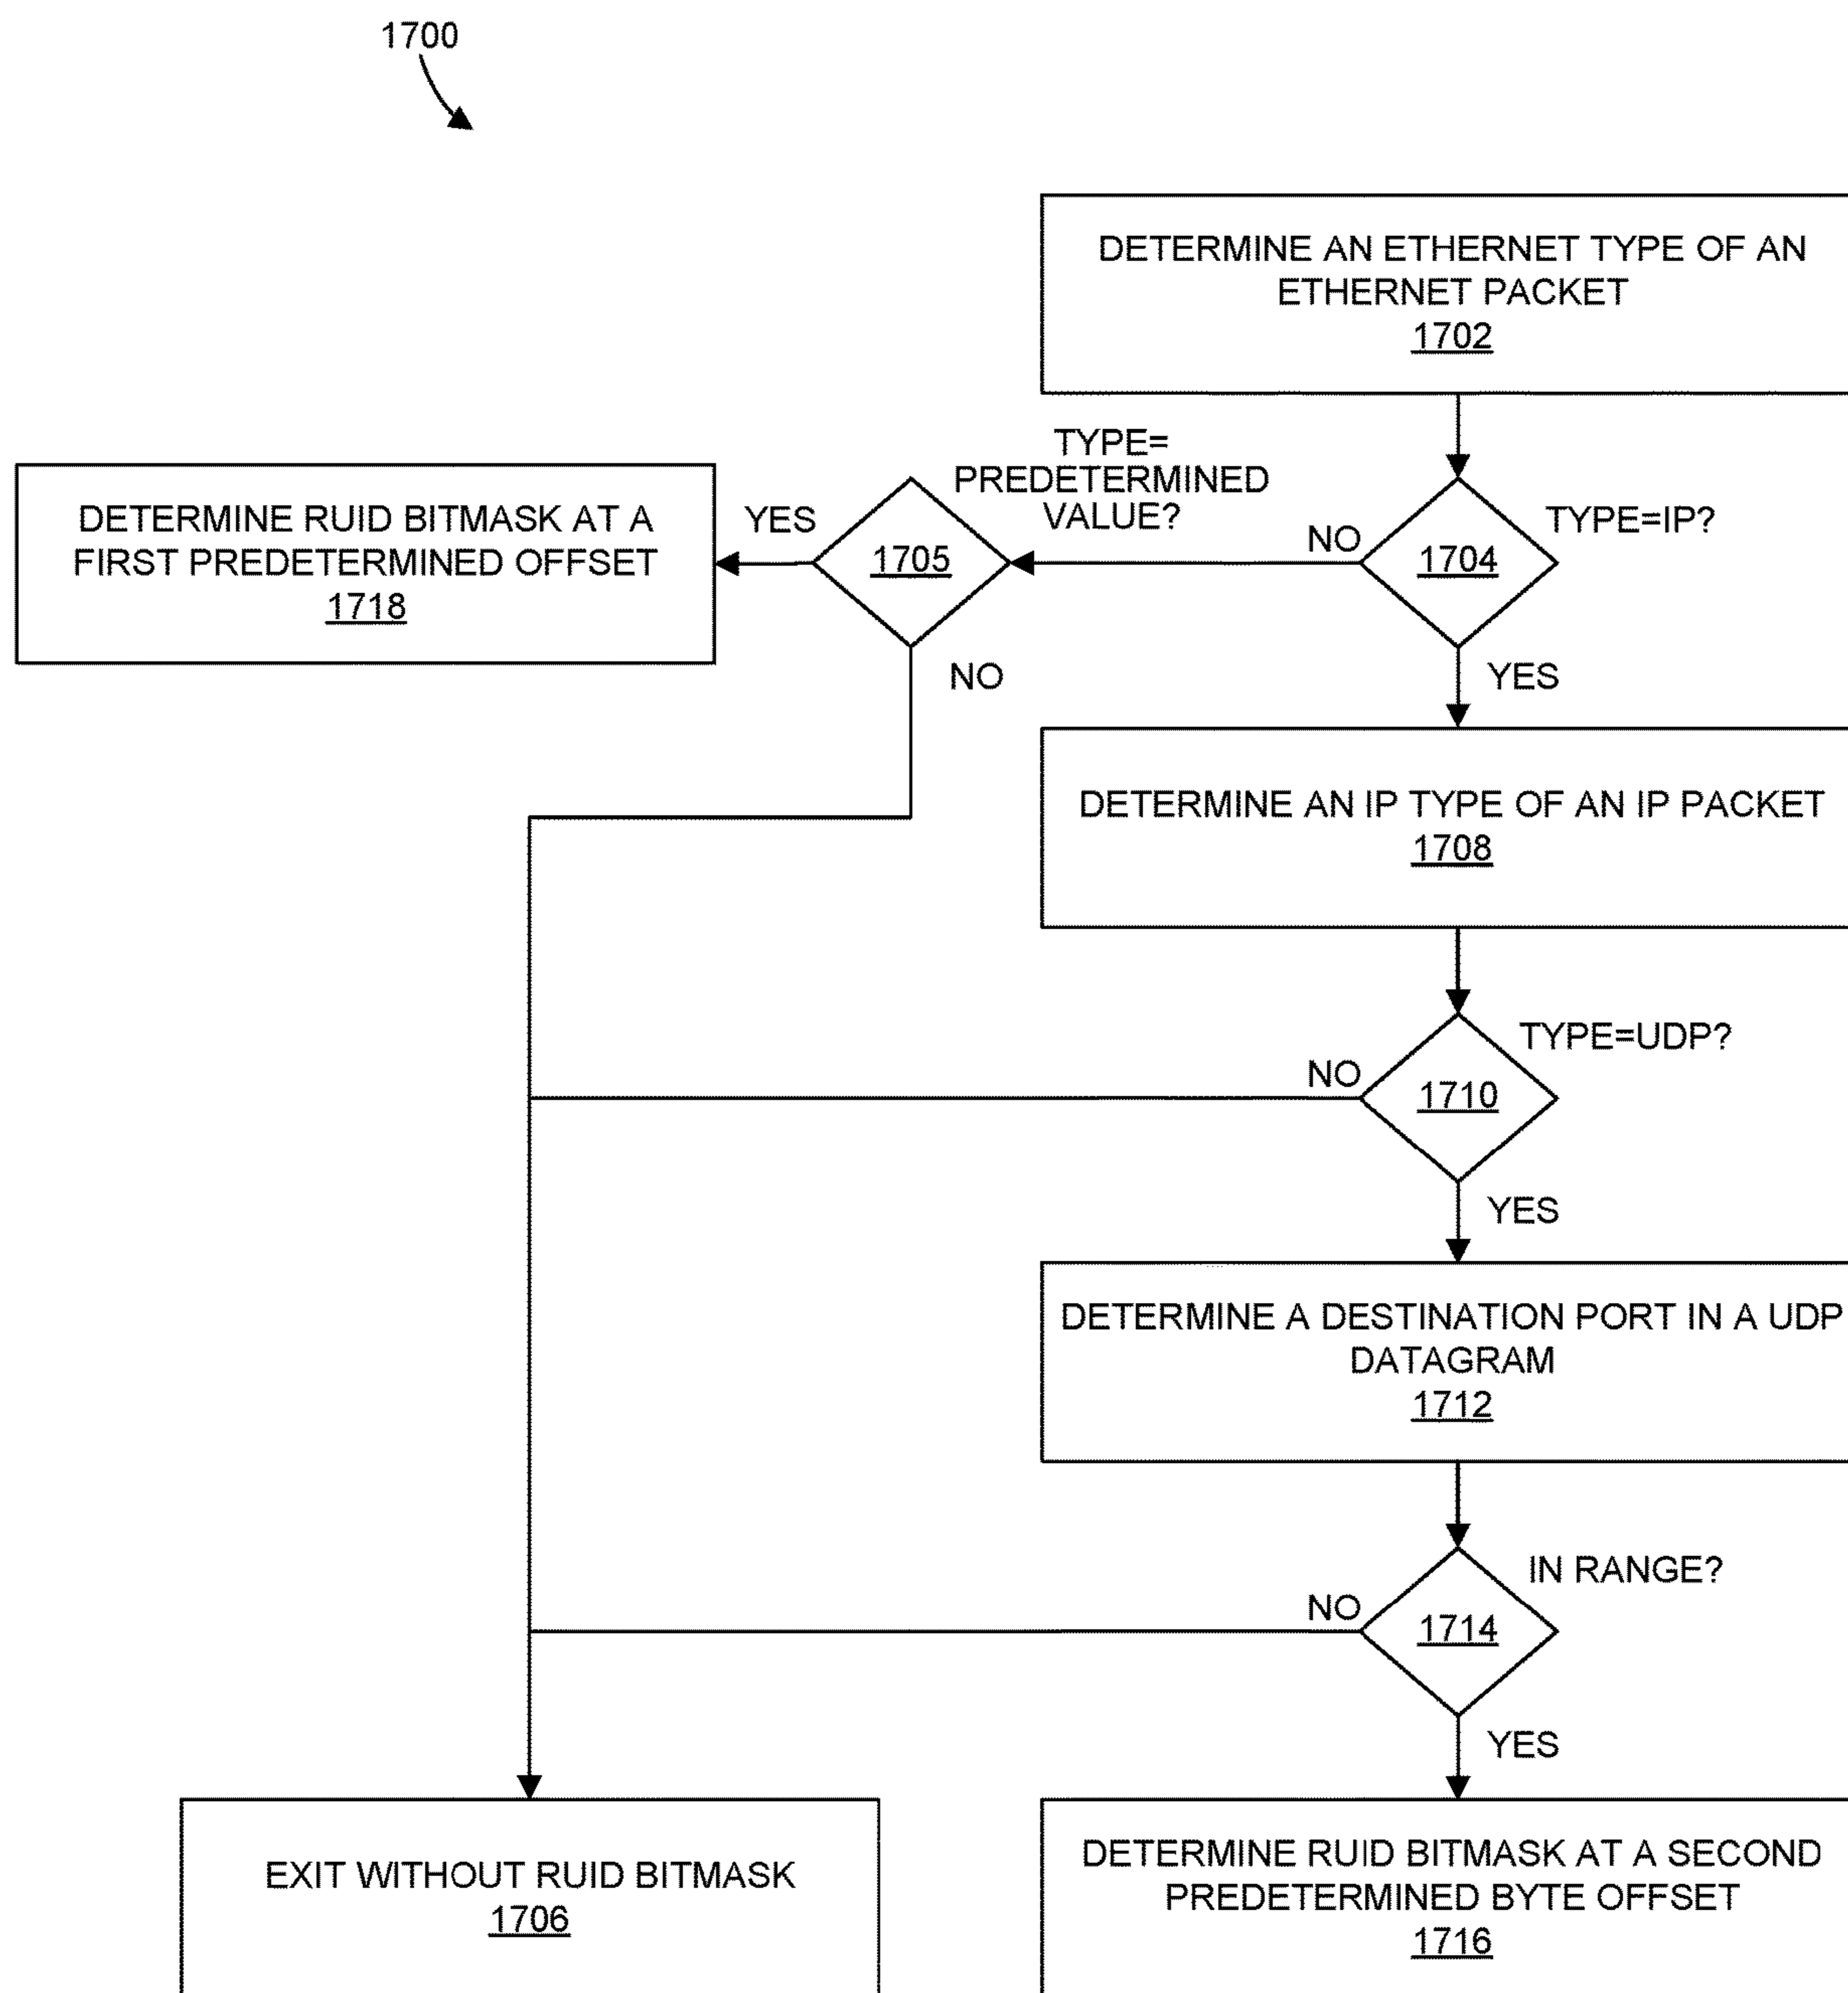 1700
DETERMINE AN ETHERNET TYPE OF AN
ETHERNET PACKET
1702
TYPE=
PREDETERMINED
VALUE?
TYPE=IP?
NO
1704
YES
1705
DETERMINE RUID BITMASK AT A
FIRST PREDETERMINED OFFSET
1718
NO
YES
DETERMINE AN IP TYPE OF AN IP PACKET
1708
TYPE=UDP?
NO
1710
YES
DETERMINE A DESTINATION PORT IN A UDP
DATAGRAM
1712
IN RANGE?
NO
1714
YES
EXIT WITHOUT RUID BITMASK
1706
DETERMINE RUID BITMASK AT A SECOND
PREDETERMINED BYTE OFFSET
1716